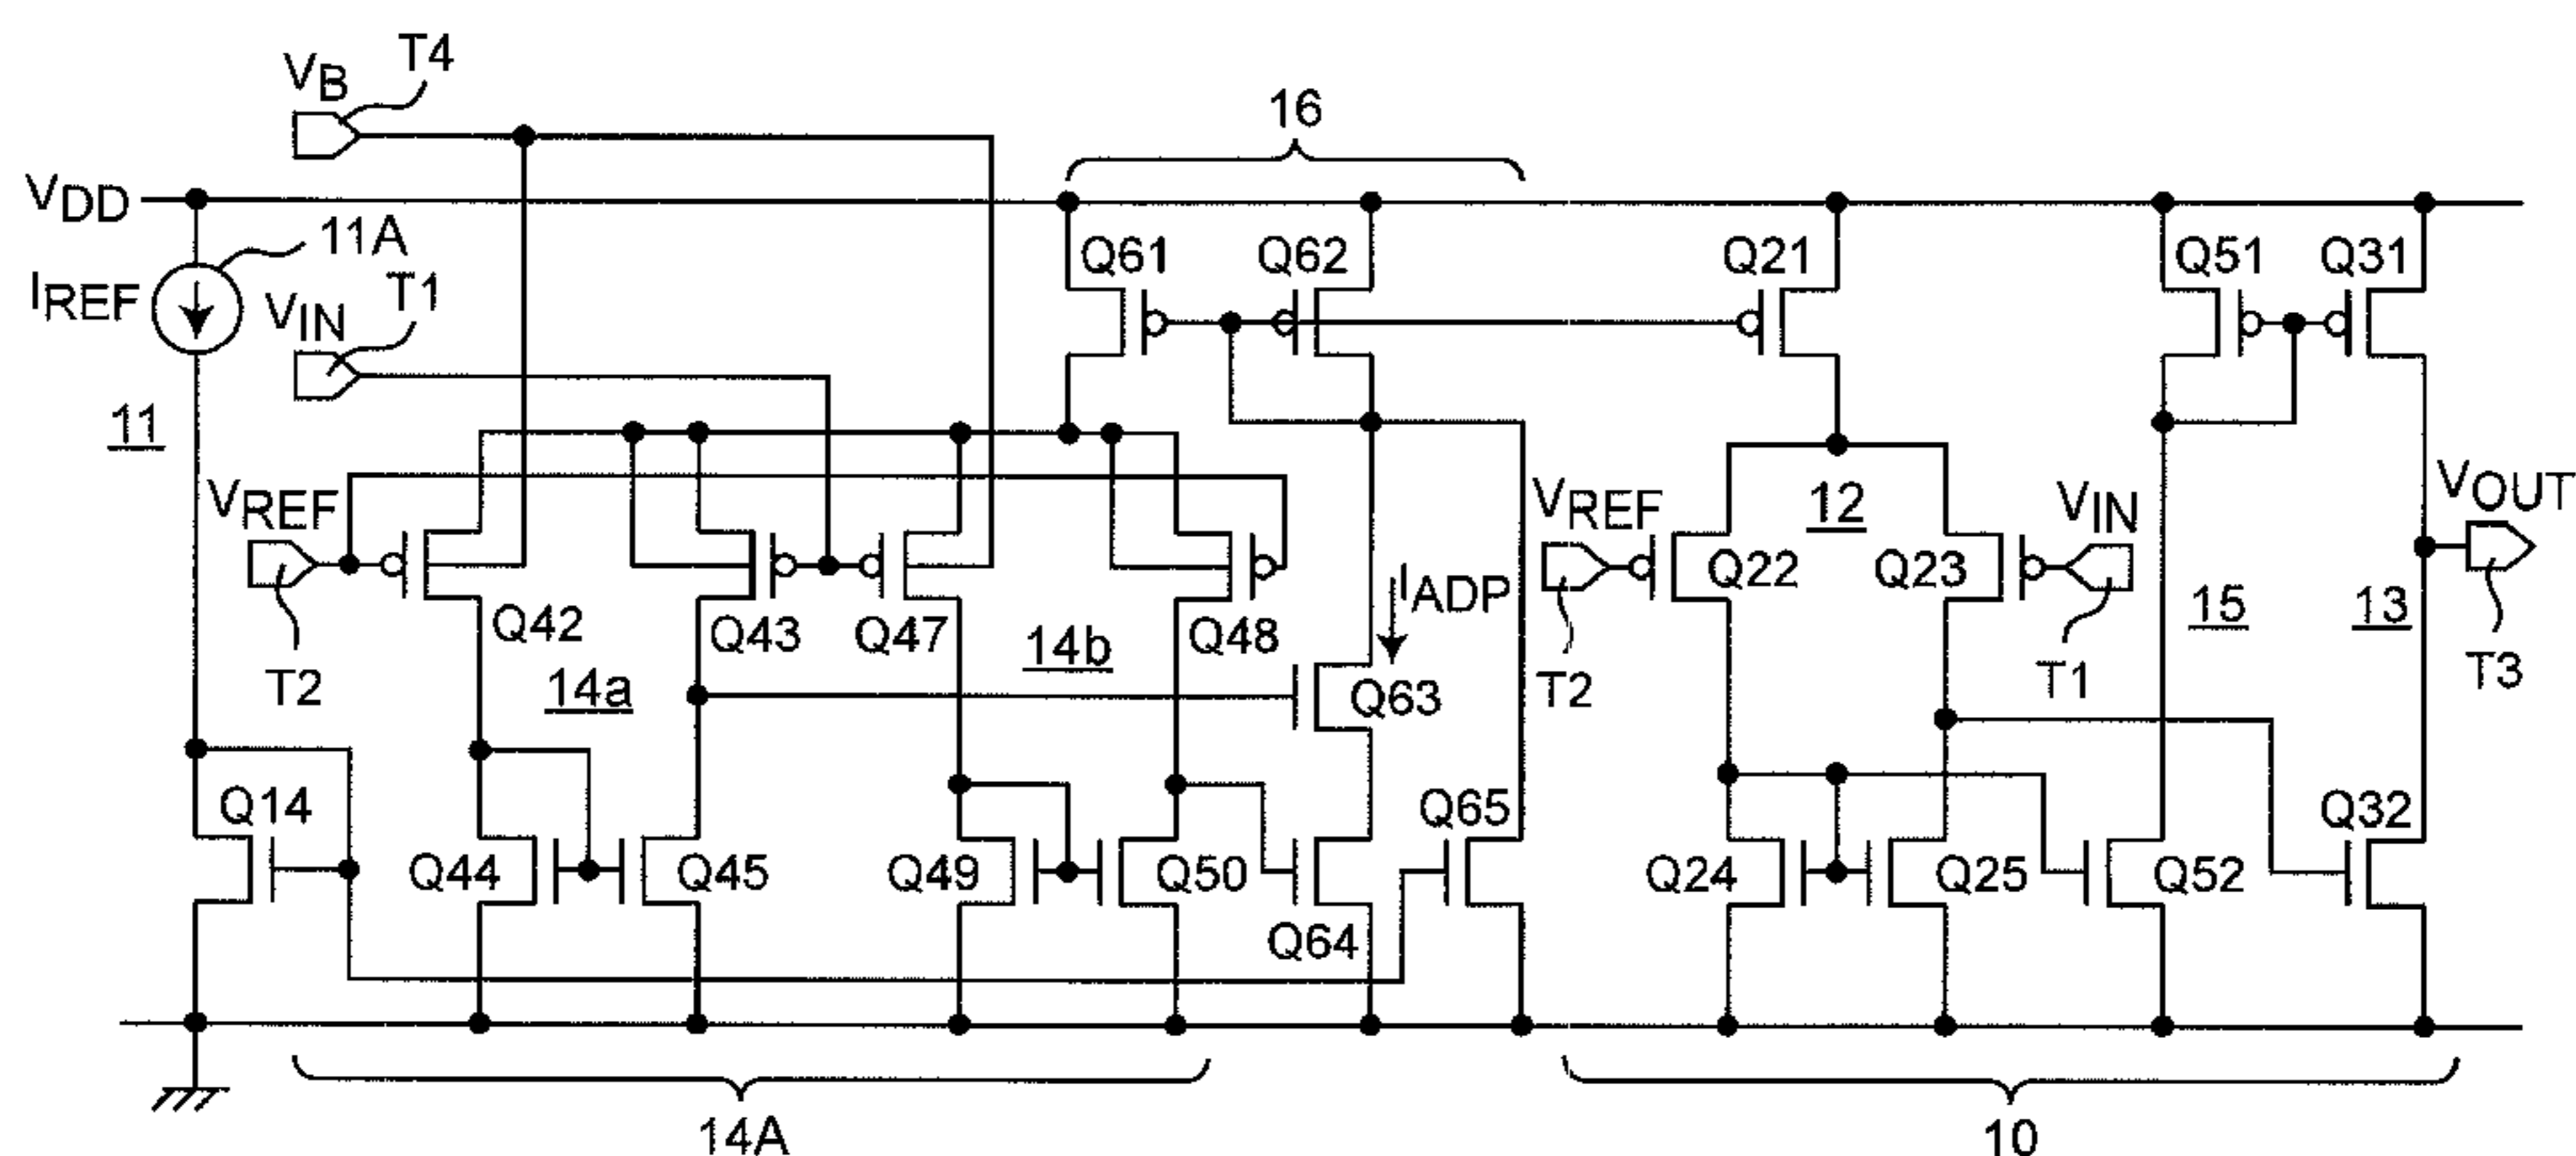 VB T4
16
VDD
11A
IREF
VIN T1
Q61 Q62 Q21 Q51 Q31
11
VREF
T2
Q42 Q43 Q47 Q48
14a 14b
IADP
Q63
VREF
T2
12
Q22 Q23
VIN
T1
15 13
VOUT
T3
Q14 Q44 Q45 Q49 Q50 Q64 Q65 Q24 Q25 Q52 Q32
14A 10